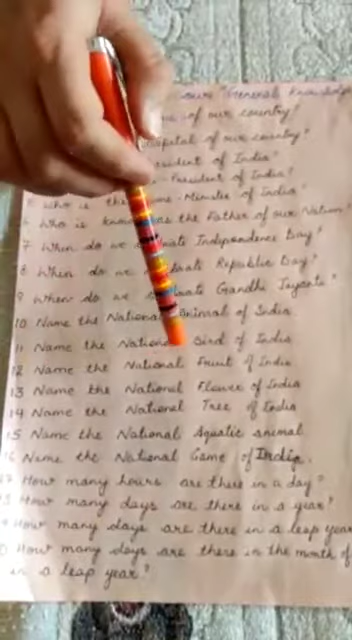 our General Knowledge
of our country?
Capital of our country?
President of India?
- President of India?
5 Who is the - Minister of India?
6 Who is known as the Father of our Nation?
7 When do we Independence Day?
8 When do we Republic Day?
9 When do we Gandhi Jayanti?
10 Name the National Animal of India
11 Name the National Bird of India
12 Name the National Fruit of India
13 Name the National Flower of India
14 Name the National Tree of India
15 Name the National Aquatic animal
16 Name the National Game of India.
17 How many hours are there in a day?
18 How many days are there in a year?
How many days are there in a leap year
How many days are there in the month of
in a leap year?